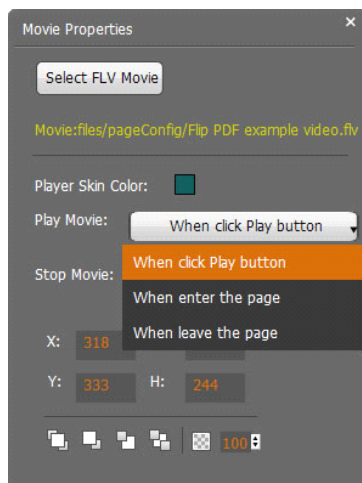 Movie Properties ×
Select FLV Movie
Movie:files/pageConfig/Flip PDF example video.flv
Player Skin Color:
Play Movie: When click Play button
When click Play button
Stop Movie:
When enter the page
When leave the page
X: 318
Y: 333 H: 244
100